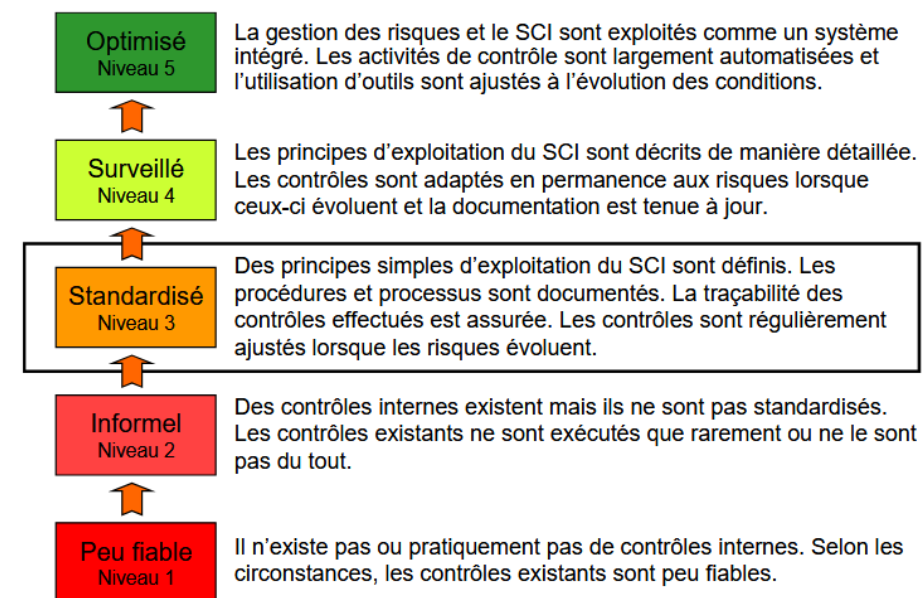 Optimisé
Niveau 5
La gestion des risques et le SCI sont exploités comme un système
intégré. Les activités de contrôle sont largement automatisées et
l'utilisation d'outils sont ajustés à l'évolution des conditions.
Surveillé
Niveau 4
Les principes d'exploitation du SCI sont décrits de manière détaillée.
Les contrôles sont adaptés en permanence aux risques lorsque
ceux-ci évoluent et la documentation est tenue à jour.
Standardisé
Niveau 3
Des principes simples d'exploitation du SCI sont définis. Les
procédures et processus sont documentés. La traçabilité des
contrôles effectués est assurée. Les contrôles sont régulièrement
ajustés lorsque les risques évoluent.
Informel
Niveau 2
Des contrôles internes existent mais ils ne sont pas standardisés.
Les contrôles existants ne sont exécutés que rarement ou ne le sont
pas du tout.
Peu fiable
Niveau 1
Il n'existe pas ou pratiquement pas de contrôles internes. Selon les
circonstances, les contrôles existants sont peu fiables.